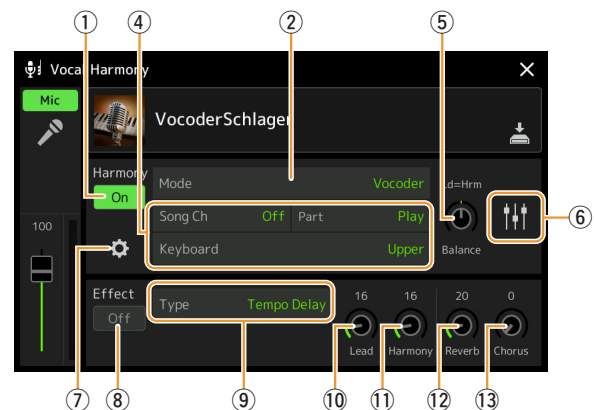 ① ④ ② ⑤
Vocal Harmony
Mic
VocoderSchlager
Harmony
On
Mode Vocoder
Ld=Hrm
Song Ch Off Part Play
Keyboard Upper
Balance
⑥
100
Effect
Off
Type Tempo Delay
16 16 20 0
Lead Harmony Reverb Chorus
⑦ ⑧ ⑨ ⑩ ⑪ ⑫ ⑬